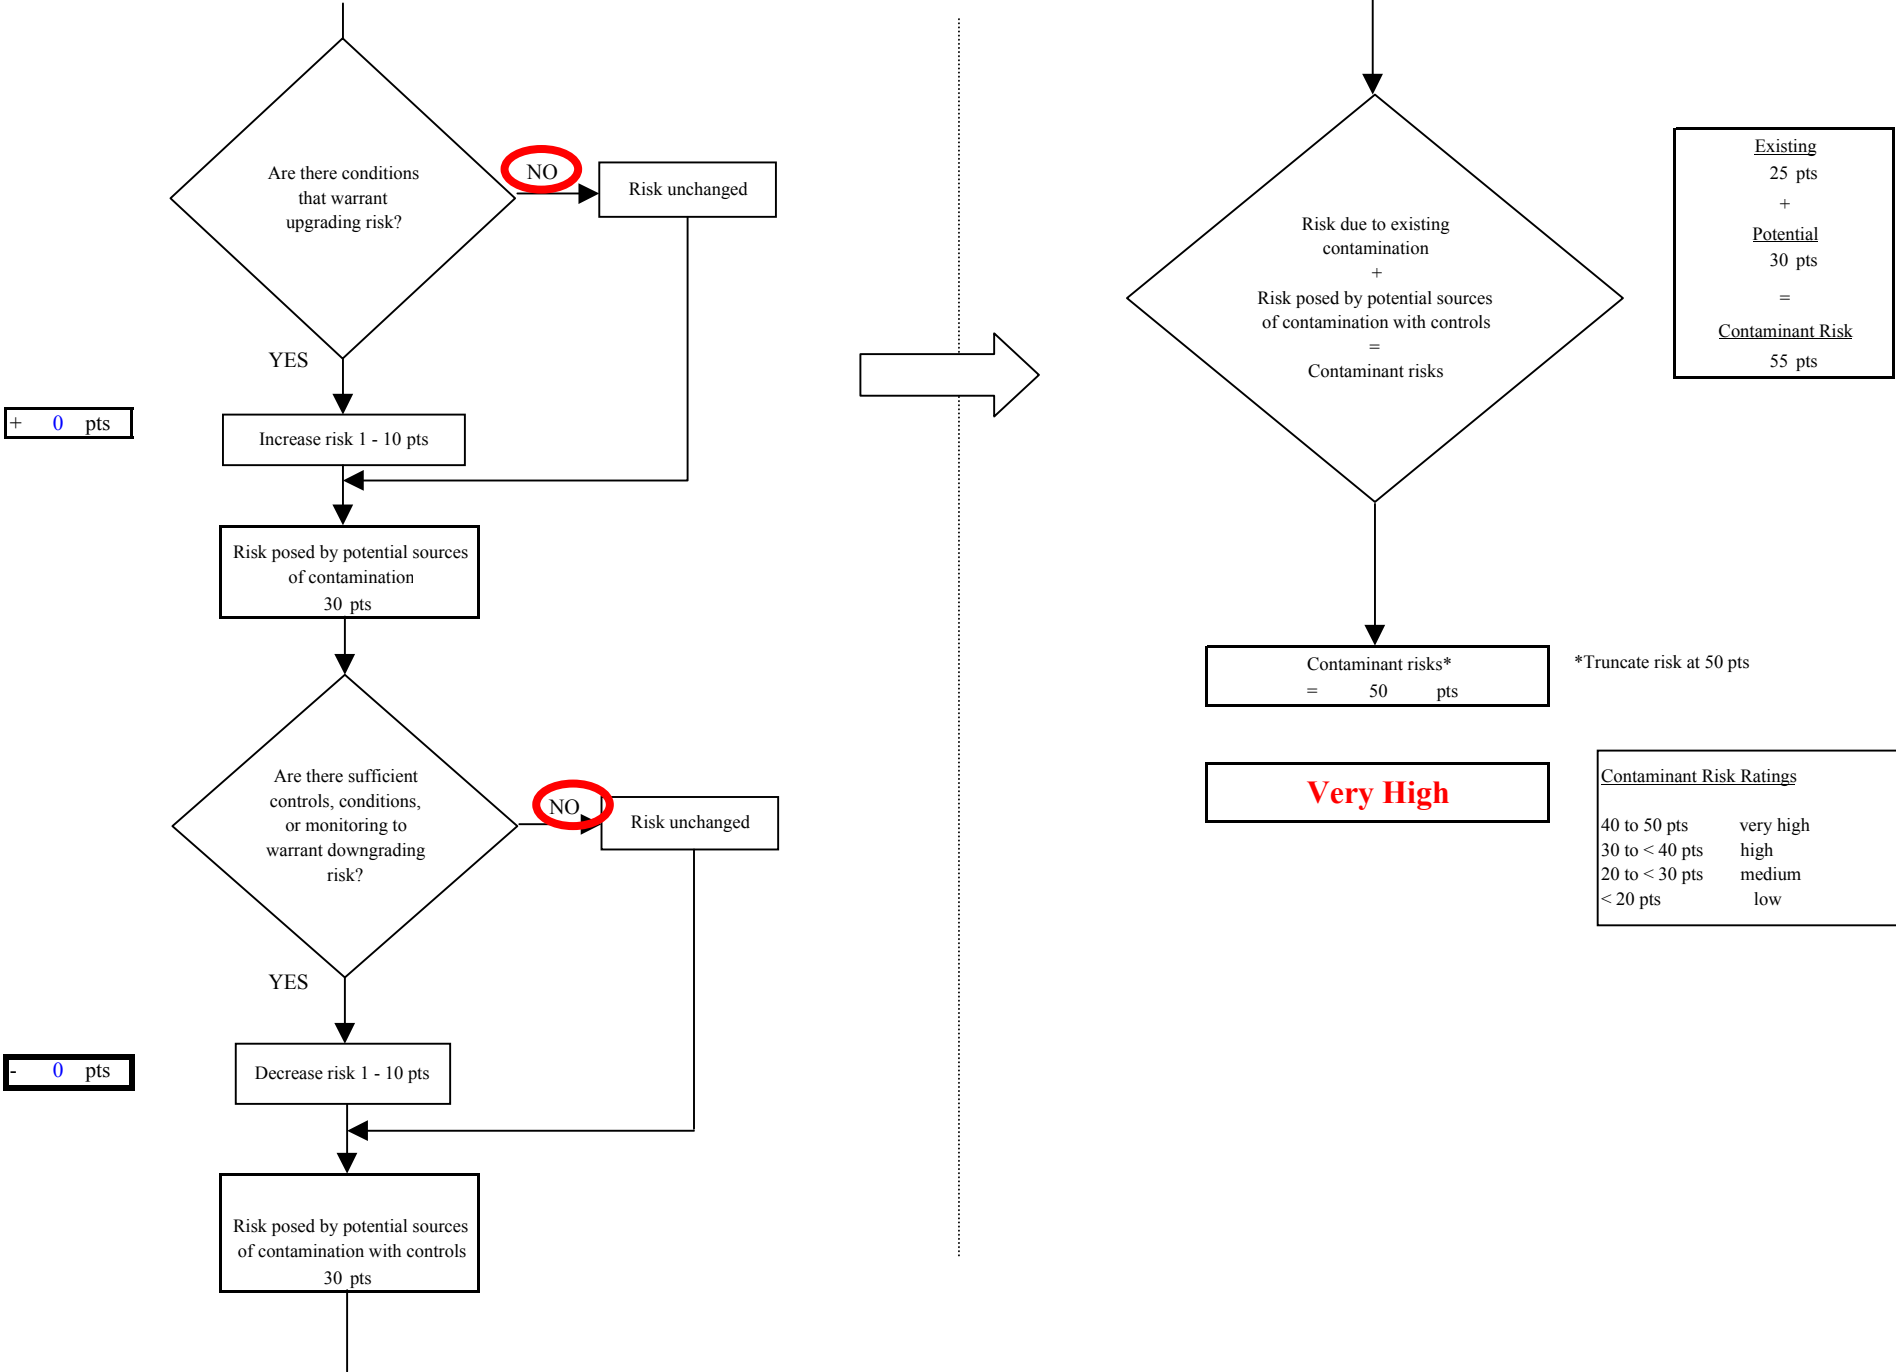 Are there conditions
that warrant
upgrading risk?
NO
Risk unchanged
YES
+ 0 pts
Increase risk 1 - 10 pts
Risk posed by potential sources
of contamination
30 pts
Are there sufficient
controls, conditions,
or monitoring to
warrant downgrading
risk?
NO
Risk unchanged
YES
- 0 pts
Decrease risk 1 - 10 pts
Risk posed by potential sources
of contamination with controls
30 pts
Risk due to existing
contamination
+
Risk posed by potential sources
of contamination with controls
=
Contaminant risks
Existing
25 pts
+
Potential
30 pts
=
Contaminant Risk
55 pts
Contaminant risks*
= 50 pts
*Truncate risk at 50 pts
Very High
Contaminant Risk Ratings
40 to 50 pts very high
30 to < 40 pts high
20 to < 30 pts medium
< 20 pts low